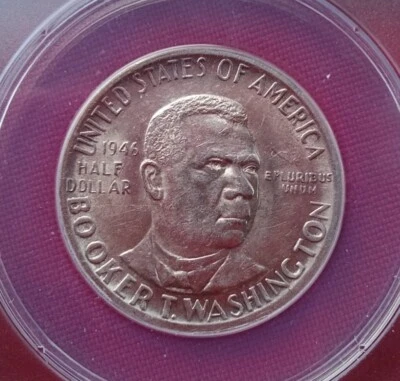 UNITED STATES OF AMERICA
1946
HALF
DOLLAR
E PLURIBUS
UNUM
BOOKER T. WASHINGTON